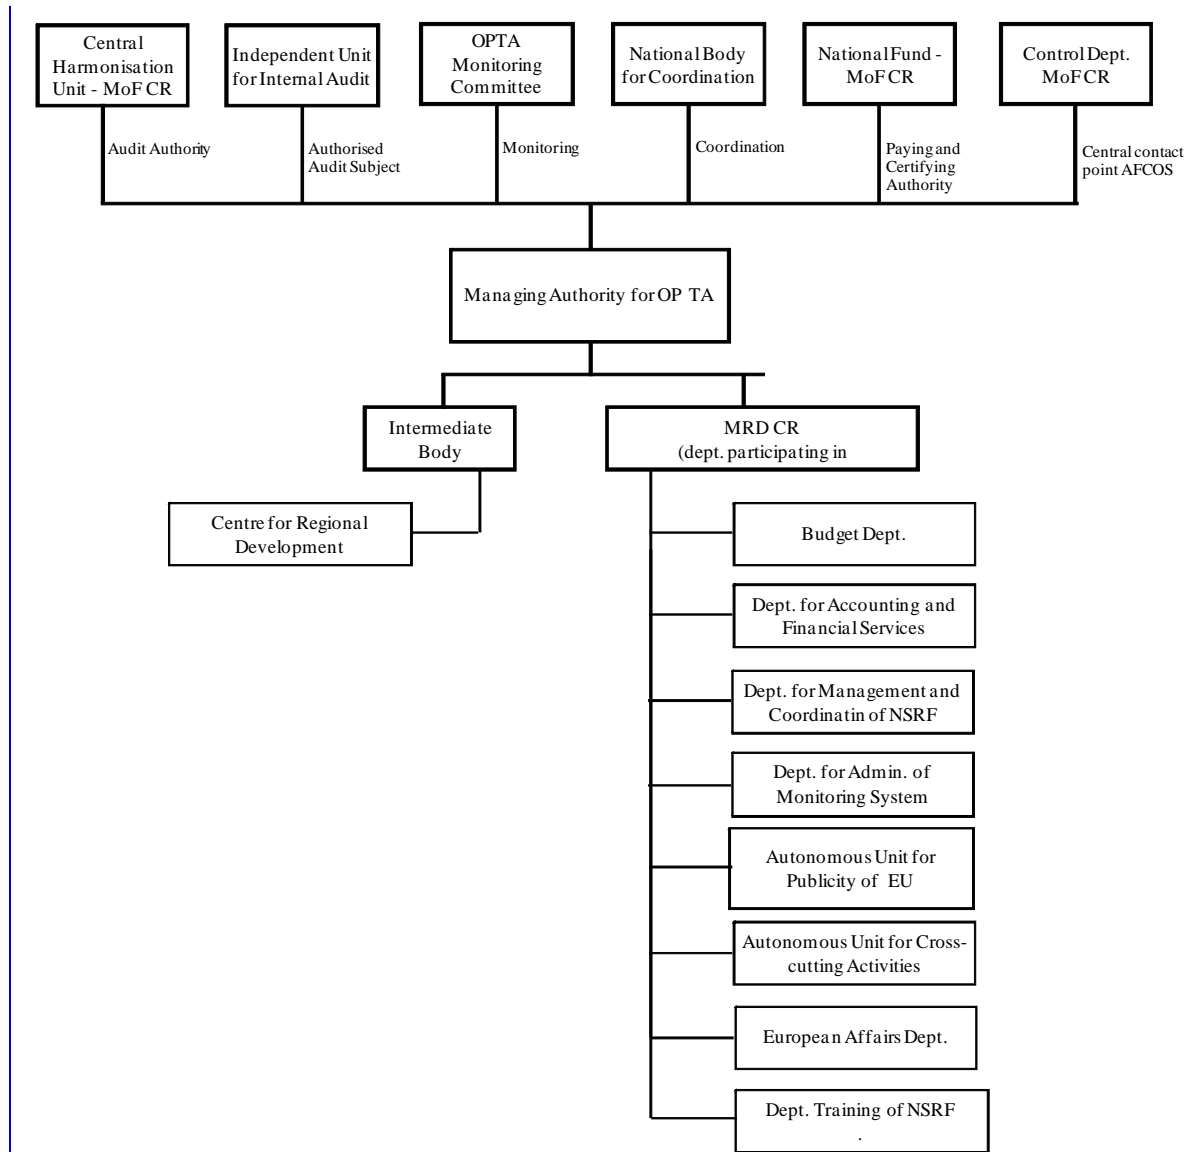 Central
Harmonisation
Unit - MoF CR
Independent Unit
for Internal Audit
OPTA
Monitoring
Committee
National Body
for Coordination
National Fund -
MoF CR
Control Dept.
MoF CR
Audit Authority
Authorised
Audit Subject
Monitoring
Coordination
Paying and
Certifying
Authority
Central contact
point AFCOS
Managing Authority for OP TA
Intermediate
Body
MRD CR
(dept. participating in
Centre for Regional
Development
Budget Dept.
Dept. for Accounting and
Financial Services
Dept. for Management and
Coordinatin of NSRF
Dept. for Admin. of
Monitoring System
Autonomous Unit for
Publicity of EU
Autonomous Unit for Cross-
cutting Activities
European Affairs Dept.
Dept. Training of NSRF
.